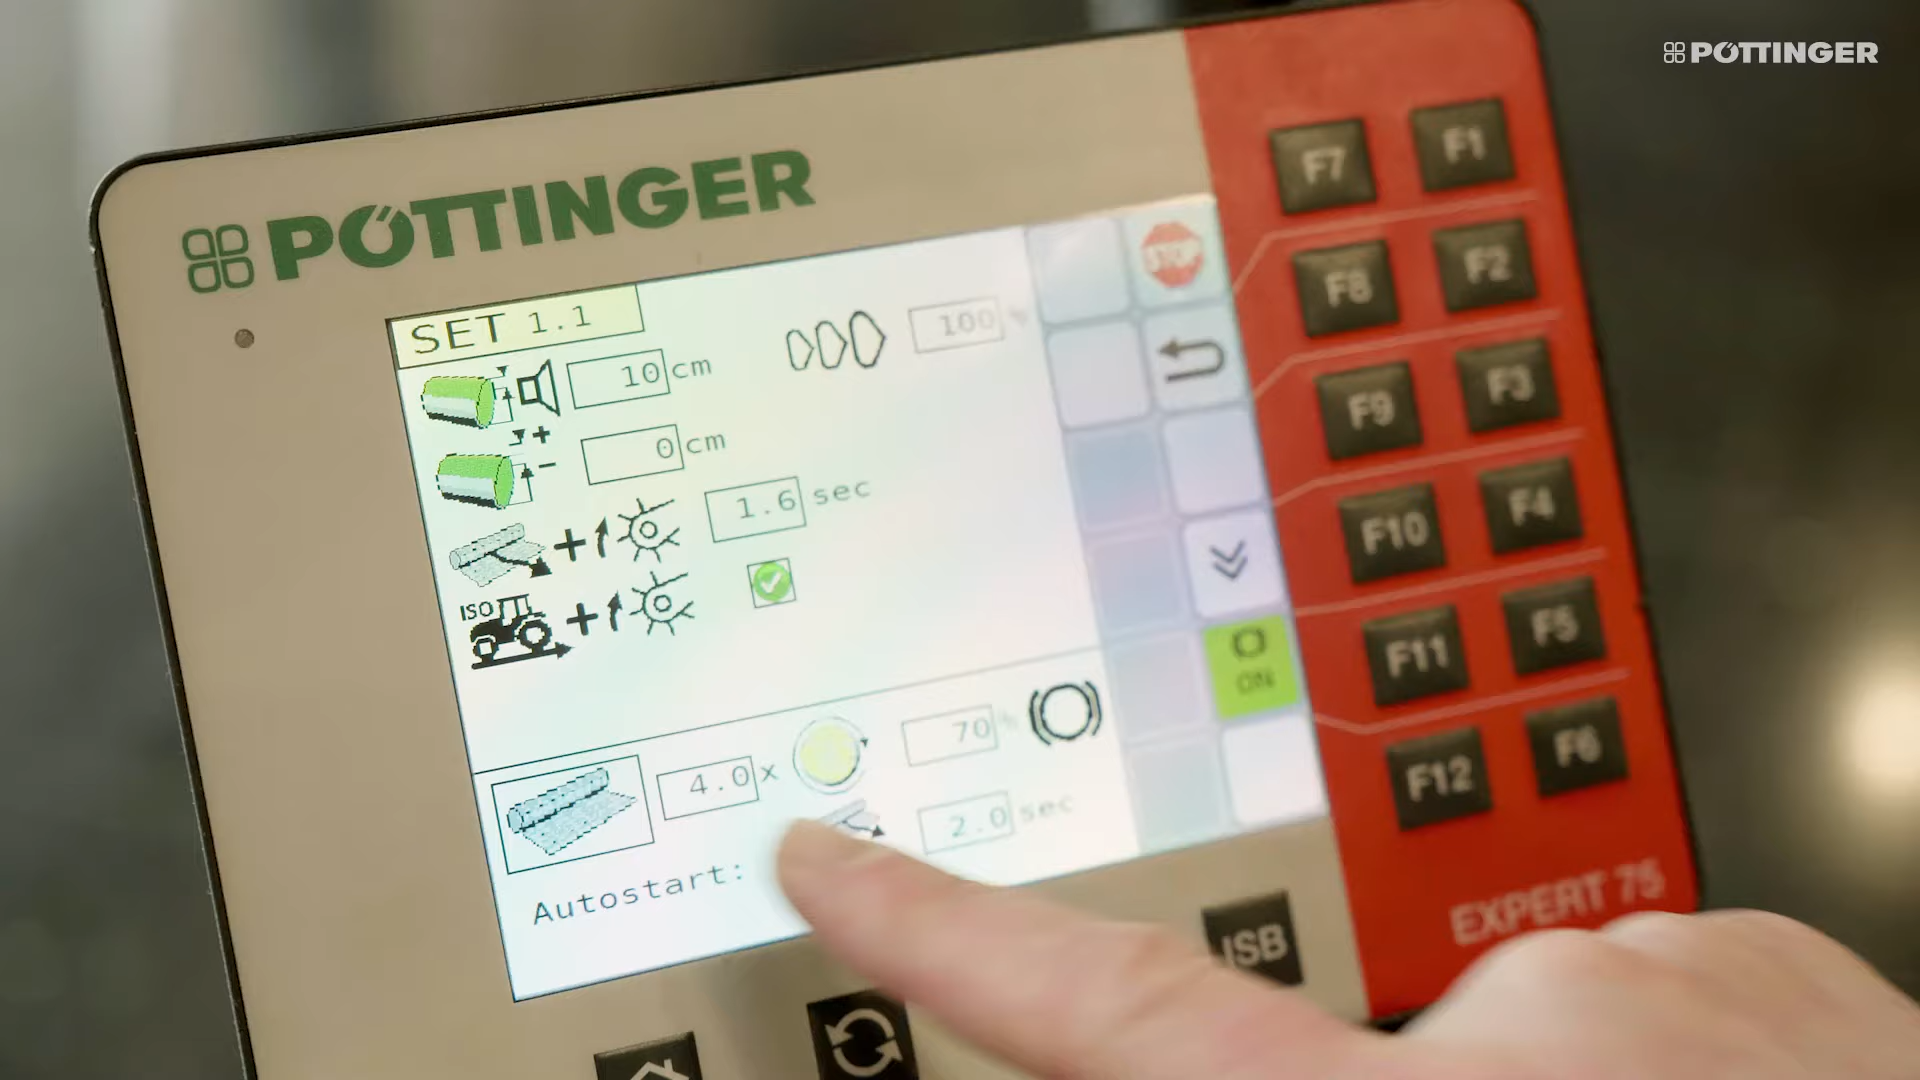 PÖTTINGER
PÖTTINGER
SET 1.1
10 cm
100 %
0 cm
1.6 sec
ISO
4.0 x
70 %
2.0 sec
Autostart:
STOP
ON
F7 F1
F8 F2
F9 F3
F10 F4
F11 F5
F12 F6
EXPERT 75
ISB